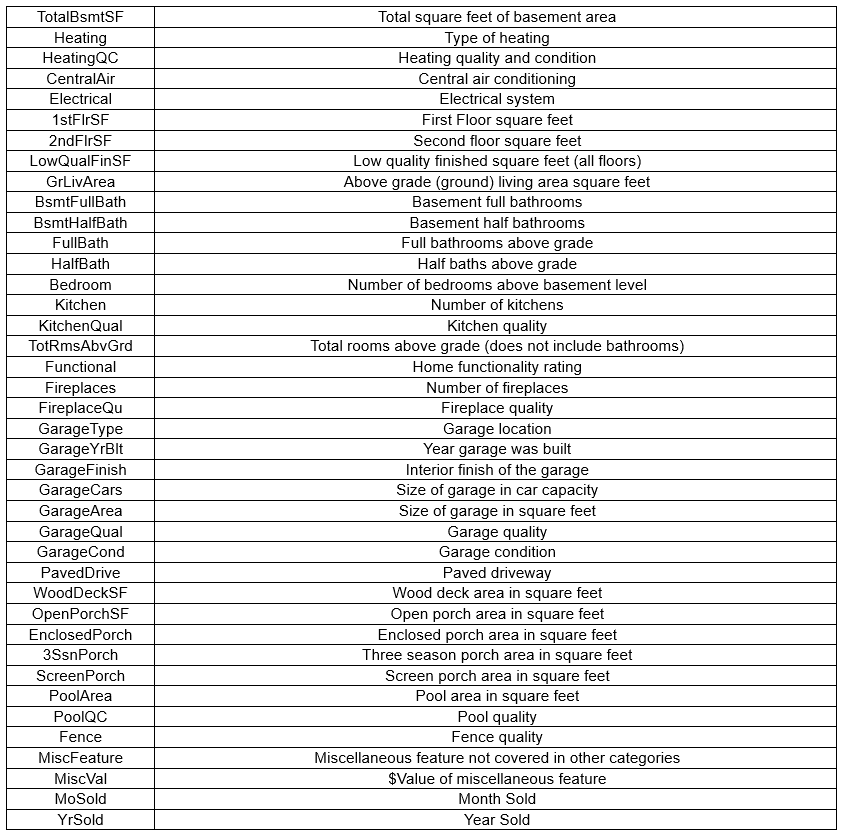 TotalBsmtSF Total square feet of basement area
Heating Type of heating
HeatingQC Heating quality and condition
CentralAir Central air conditioning
Electrical Electrical system
1stFlrSF First Floor square feet
2ndFlrSF Second floor square feet
LowQualFinSF Low quality finished square feet (all floors)
GrLivArea Above grade (ground) living area square feet
BsmtFullBath Basement full bathrooms
BsmtHalfBath Basement half bathrooms
FullBath Full bathrooms above grade
HalfBath Half baths above grade
Bedroom Number of bedrooms above basement level
Kitchen Number of kitchens
KitchenQual Kitchen quality
TotRmsAbvGrd Total rooms above grade (does not include bathrooms)
Functional Home functionality rating
Fireplaces Number of fireplaces
FireplaceQu Fireplace quality
GarageType Garage location
GarageYrBlt Year garage was built
GarageFinish Interior finish of the garage
GarageCars Size of garage in car capacity
GarageArea Size of garage in square feet
GarageQual Garage quality
GarageCond Garage condition
PavedDrive Paved driveway
WoodDeckSF Wood deck area in square feet
OpenPorchSF Open porch area in square feet
EnclosedPorch Enclosed porch area in square feet
3SsnPorch Three season porch area in square feet
ScreenPorch Screen porch area in square feet
PoolArea Pool area in square feet
PoolQC Pool quality
Fence Fence quality
MiscFeature Miscellaneous feature not covered in other categories
MiscVal $Value of miscellaneous feature
MoSold Month Sold
YrSold Year Sold